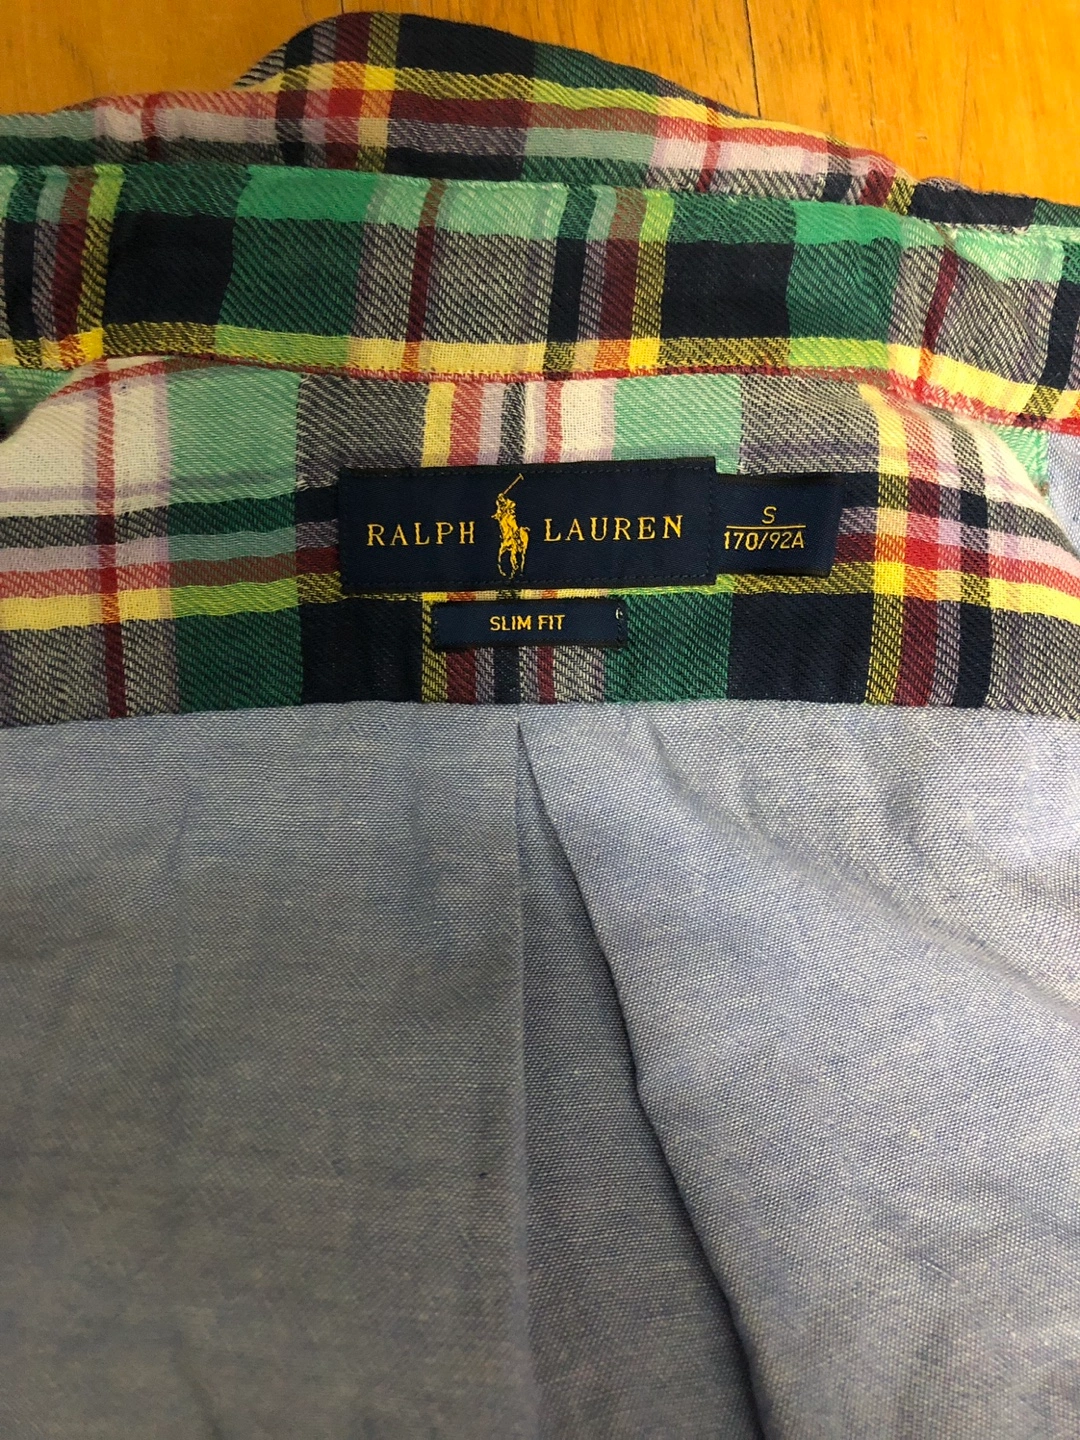 RALPH LAUREN
S
170/92A
SLIM FIT